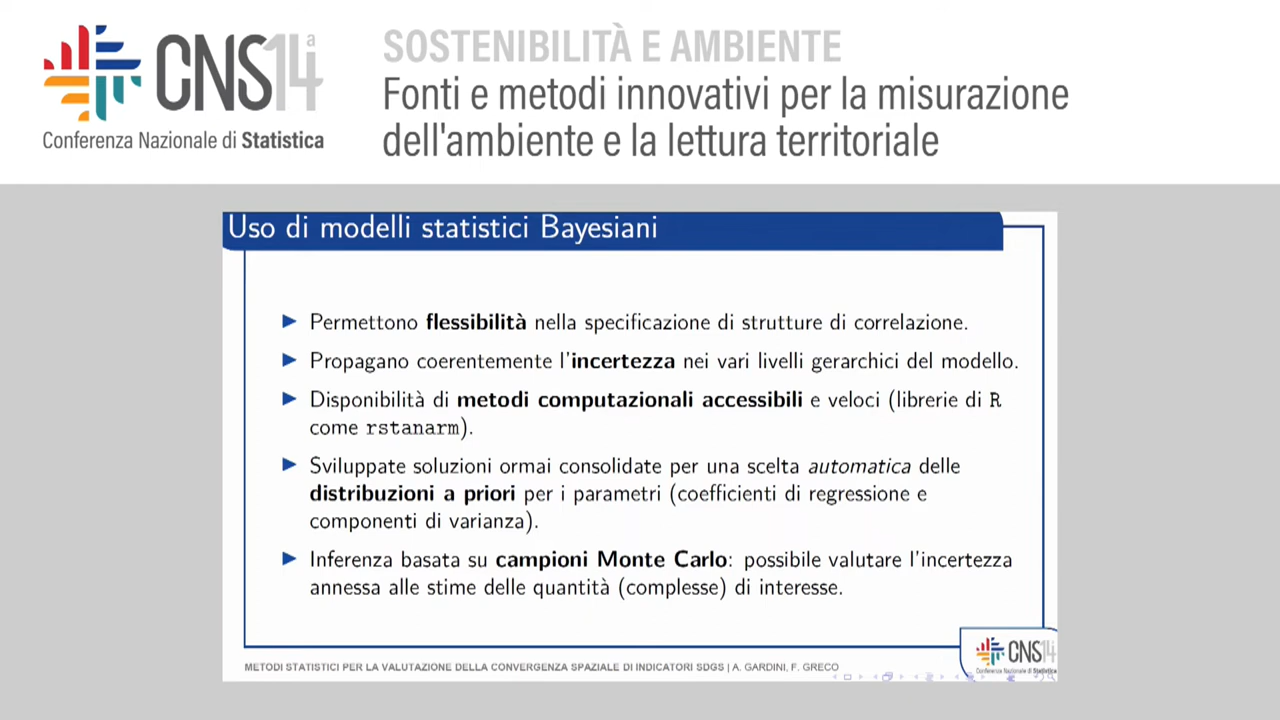 CNS14a
Conferenza Nazionale di Statistica
SOSTENIBILITÀ E AMBIENTE
Fonti e metodi innovativi per la misurazione
dell'ambiente e la lettura territoriale
Uso di modelli statistici Bayesiani
Permettono flessibilità nella specificazione di strutture di correlazione.
Propagano coerentemente l'incertezza nei vari livelli gerarchici del modello.
Disponibilità di metodi computazionali accessibili e veloci (librerie di R
come rstanarm).
Sviluppate soluzioni ormai consolidate per una scelta automatica delle
distribuzioni a priori per i parametri (coefficienti di regressione e
componenti di varianza).
Inferenza basata su campioni Monte Carlo: possibile valutare l'incertezza
annessa alle stime delle quantità (complesse) di interesse.
METODI STATISTICI PER LA VALUTAZIONE DELLA CONVERGENZA SPAZIALE DI INDICATORI SDGS | A. GARDINI, F. GRECO
CNS14
Conferenza Nazionale di Statistica